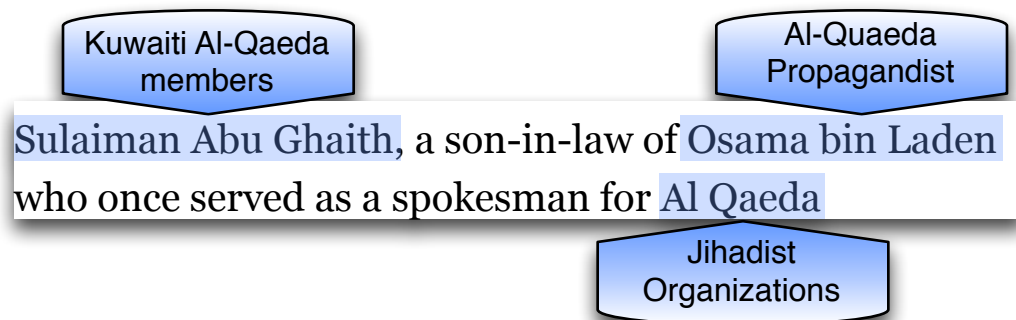 Kuwaiti Al-Qaeda
members
Al-Quaeda
Propagandist
Sulaiman Abu Ghaith, a son-in-law of Osama bin Laden
who once served as a spokesman for Al Qaeda
Jihadist
Organizations